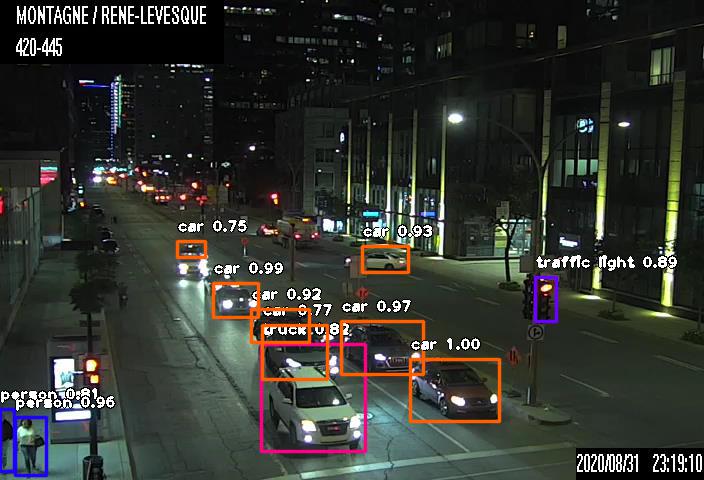 MONTAGNE / RENE-LEVESQUE
420-445
car 0.75
car 0.93
car 0.99
traffic light 0.89
car 0.92
car 0.97
car 0.77
truck 0.82
car 1.00
person 0.81
person 0.96
2020/08/31 23:19:10